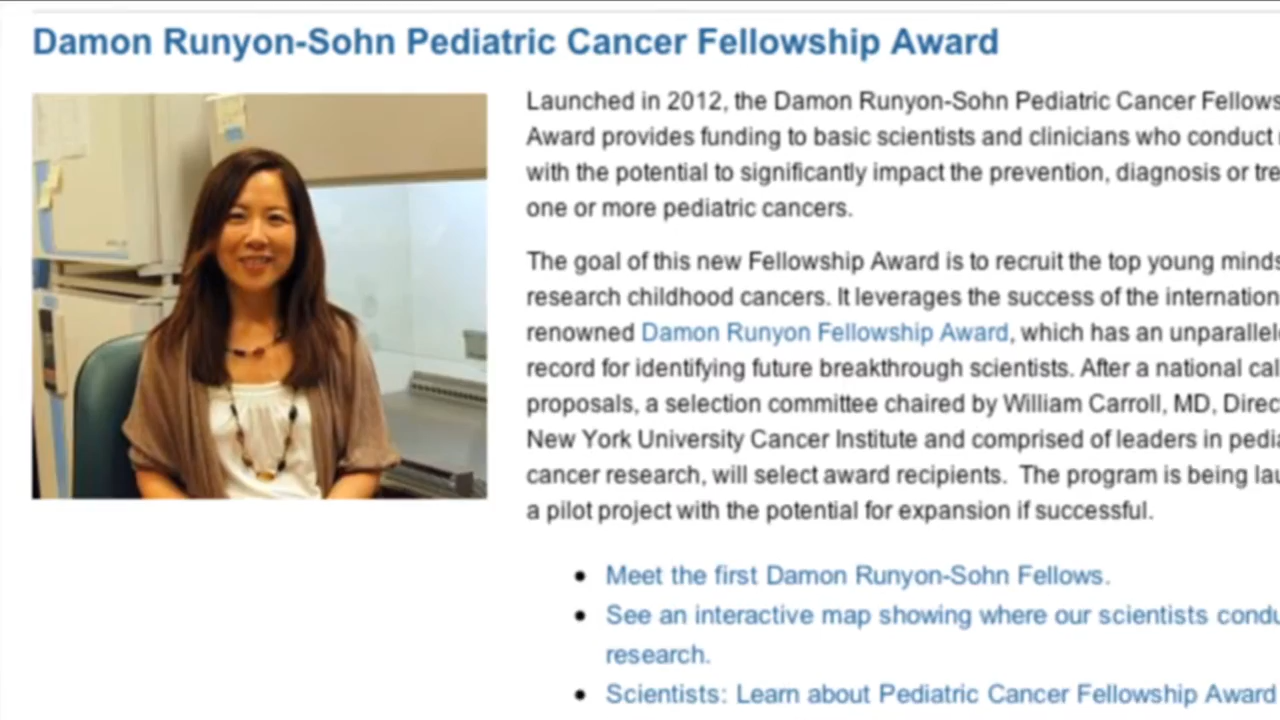 Damon Runyon-Sohn Pediatric Cancer Fellowship Award
Launched in 2012, the Damon Runyon-Sohn Pediatric Cancer Fellows
Award provides funding to basic scientists and clinicians who conduct
with the potential to significantly impact the prevention, diagnosis or tre
one or more pediatric cancers.
The goal of this new Fellowship Award is to recruit the top young minds
research childhood cancers. It leverages the success of the internation
renowned Damon Runyon Fellowship Award, which has an unparallele
record for identifying future breakthrough scientists. After a national cal
proposals, a selection committee chaired by William Carroll, MD, Direc
New York University Cancer Institute and comprised of leaders in pedia
cancer research, will select award recipients. The program is being lau
a pilot project with the potential for expansion if successful.
• Meet the first Damon Runyon-Sohn Fellows.
• See an interactive map showing where our scientists condu
research.
• Scientists: Learn about Pediatric Cancer Fellowship Award